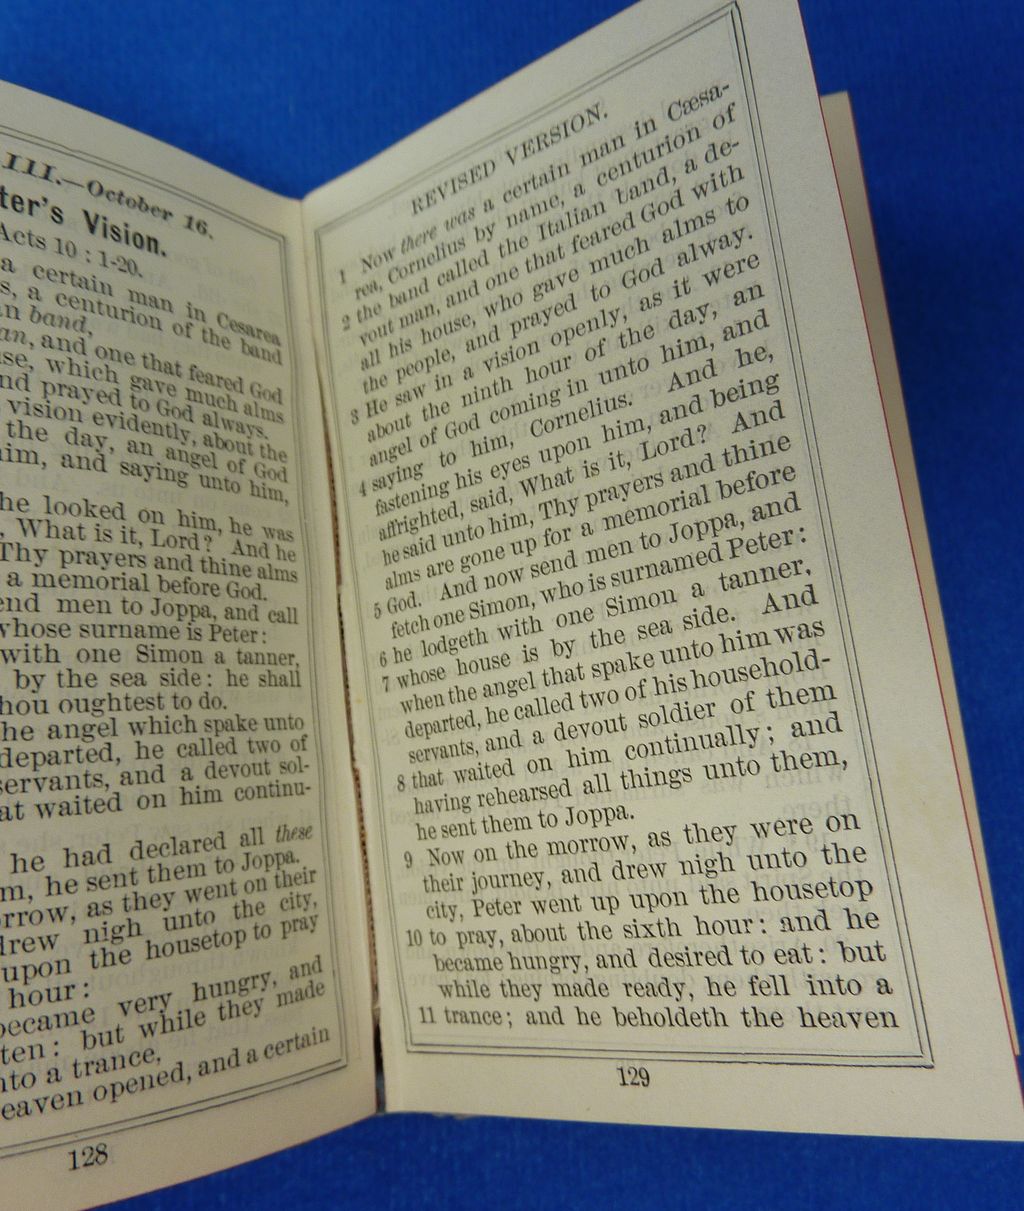 III.—October 16.
ter's Vision.
Acts 10 : 1-20.
a certain man in Cesarea
s, a centurion of the band
n band,
an, and one that feared God
se, which gave much alms
nd prayed to God always.
vision evidently, about the
the day, an angel of God
im, and saying unto him,
he looked on him, he was
, What is it, Lord? And he
Thy prayers and thine alms
a memorial before God.
end men to Joppa, and call
whose surname is Peter:
with one Simon a tanner,
by the sea side: he shall
hou oughtest to do.
he angel which spake unto
departed, he called two of
servants, and a devout sol-
at waited on him continu-
he had declared all these
m, he sent them to Joppa.
orrow, as they went on their
drew nigh unto the city,
upon the housetop to pray
hour:
became very hungry, and
ten: but while they made
nto a trance,
eaven opened, and a certain
128
REVISED VERSION.
1 Now there was a certain man in Cæsa-
rea, Cornelius by name, a centurion of
2 the band called the Italian band, a de-
vout man, and one that feared God with
all his house, who gave much alms to
the people, and prayed to God alway.
3 He saw in a vision openly, as it were
about the ninth hour of the day, an
angel of God coming in unto him, and
4 saying to him, Cornelius. And he,
fastening his eyes upon him, and being
affrighted, said, What is it, Lord? And
he said unto him, Thy prayers and thine
alms are gone up for a memorial before
5 God. And now send men to Joppa, and
fetch one Simon, who is surnamed Peter:
6 he lodgeth with one Simon a tanner,
7 whose house is by the sea side. And
when the angel that spake unto him was
departed, he called two of his household-
servants, and a devout soldier of them
8 that waited on him continually; and
having rehearsed all things unto them,
he sent them to Joppa.
9 Now on the morrow, as they were on
their journey, and drew nigh unto the
city, Peter went up upon the housetop
10 to pray, about the sixth hour: and he
became hungry, and desired to eat: but
while they made ready, he fell into a
11 trance; and he beholdeth the heaven
129